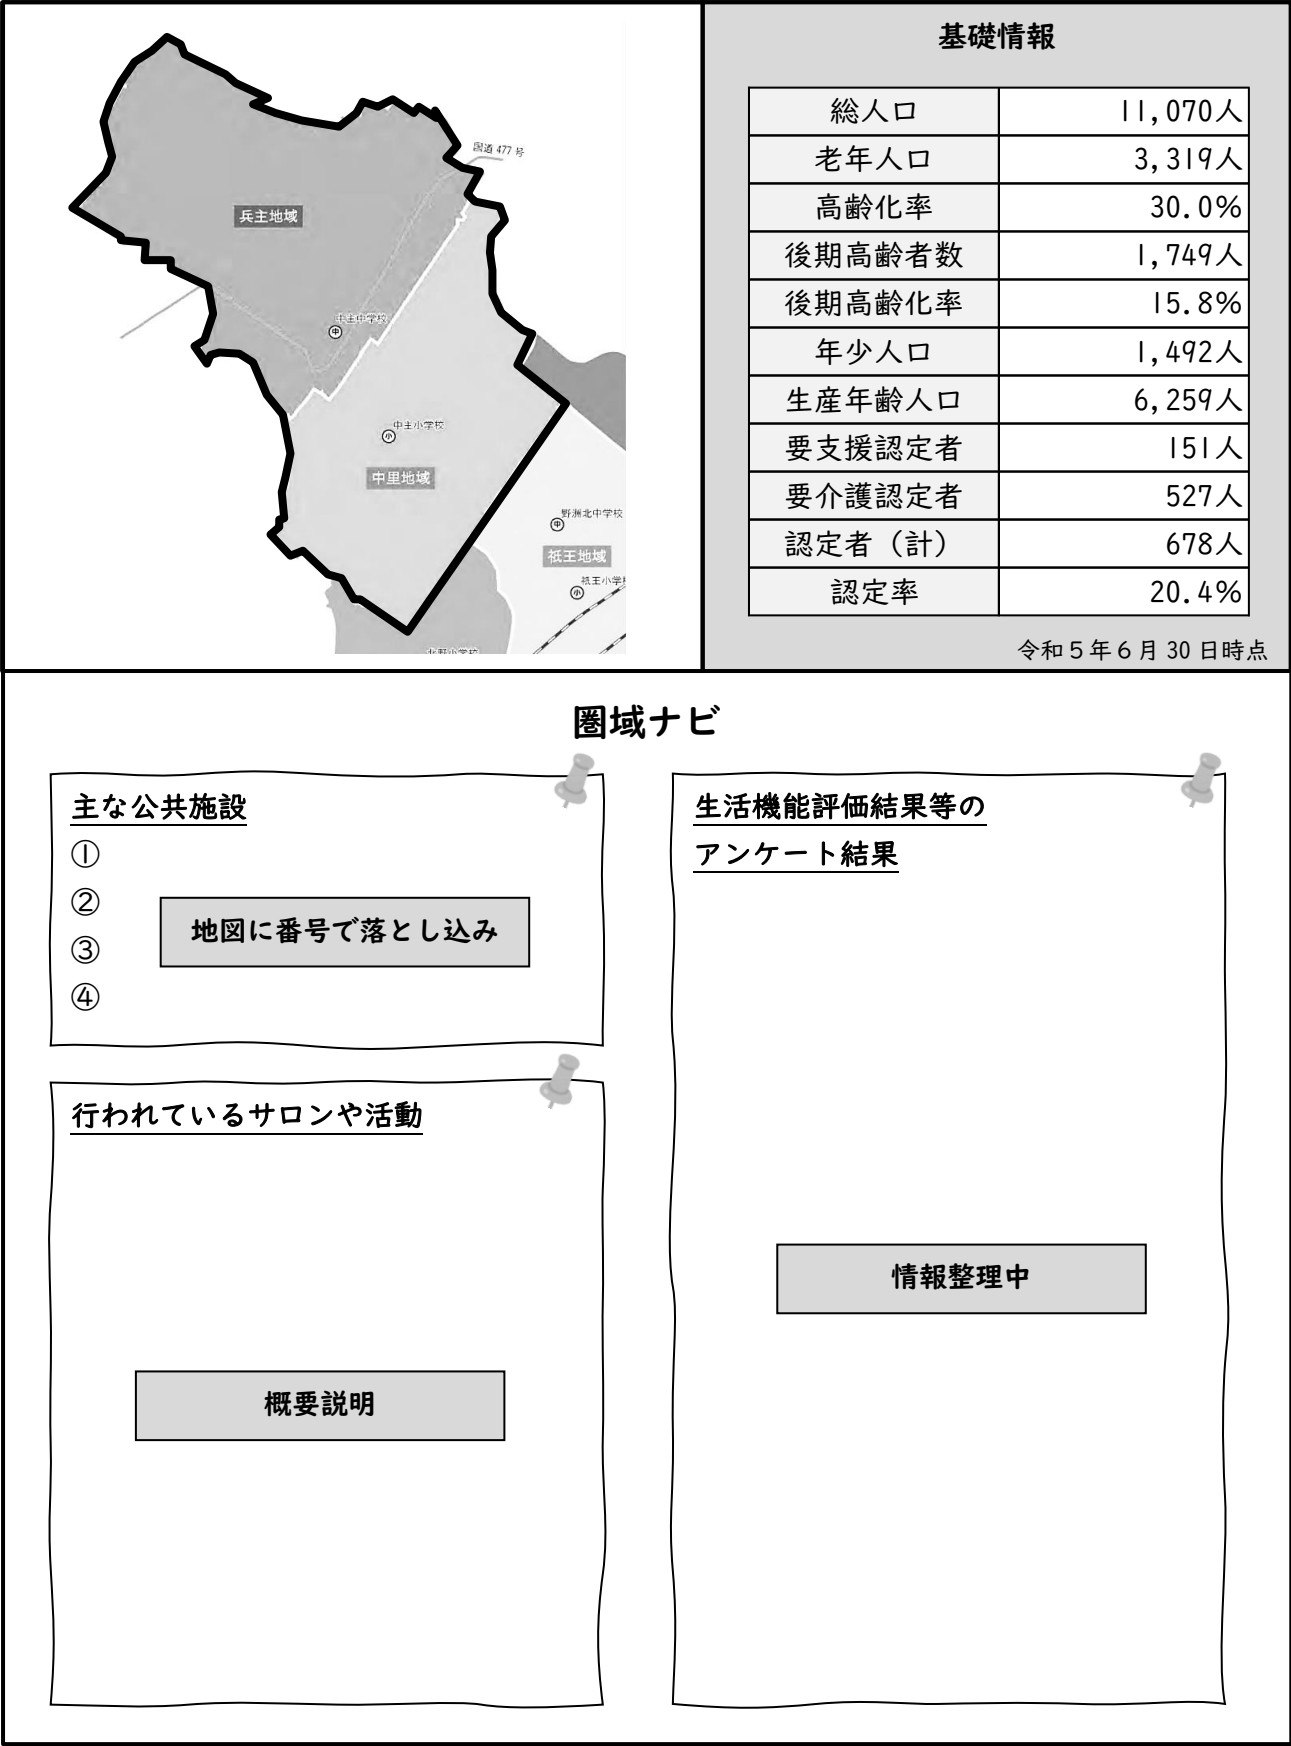 国道 477 号
兵主地域
中主中学校
中
中主小学校
小
中里地域
野洲北中学校
中
祇王地域
祇王小学校
小
北野小学校
基礎情報
総人口 11,070人
老年人口 3,319人
高齢化率 30.0%
後期高齢者数 1,749人
後期高齢化率 15.8%
年少人口 1,492人
生産年齢人口 6,259人
要支援認定者 151人
要介護認定者 527人
認定者（計） 678人
認定率 20.4%
令和５年６月 30 日時点
圏域ナビ
主な公共施設
①
②
③
④
地図に番号で落とし込み
行われているサロンや活動
概要説明
生活機能評価結果等の
アンケート結果
情報整理中